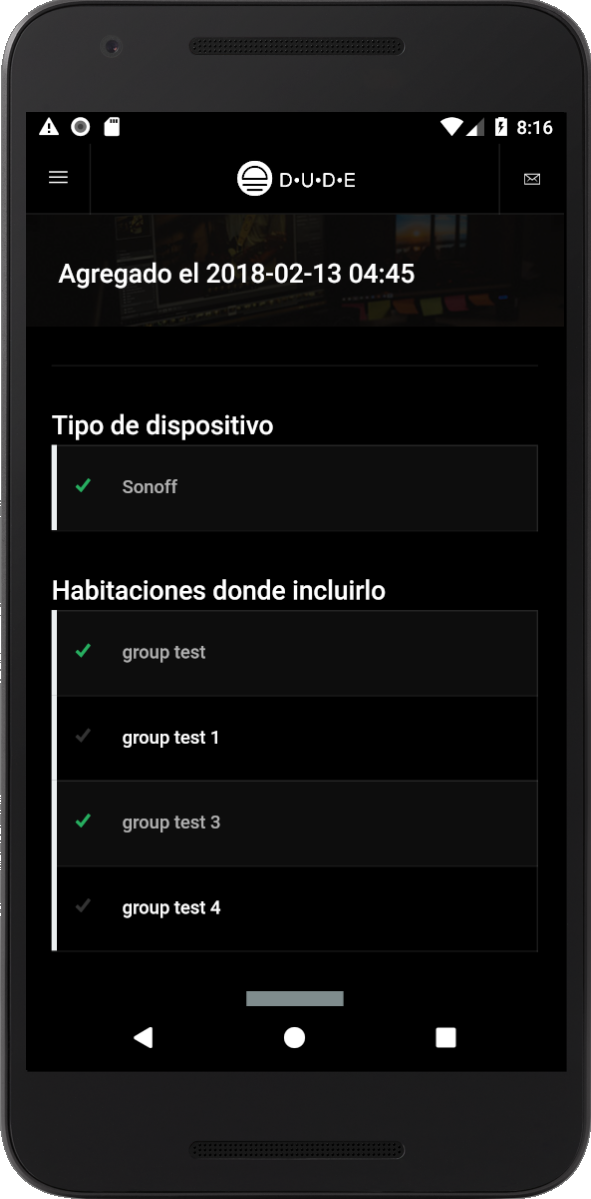 8:16
D•U•D•E
Agregado el 2018-02-13 04:45
Tipo de dispositivo
Sonoff
Habitaciones donde incluirlo
group test
group test 1
group test 3
group test 4